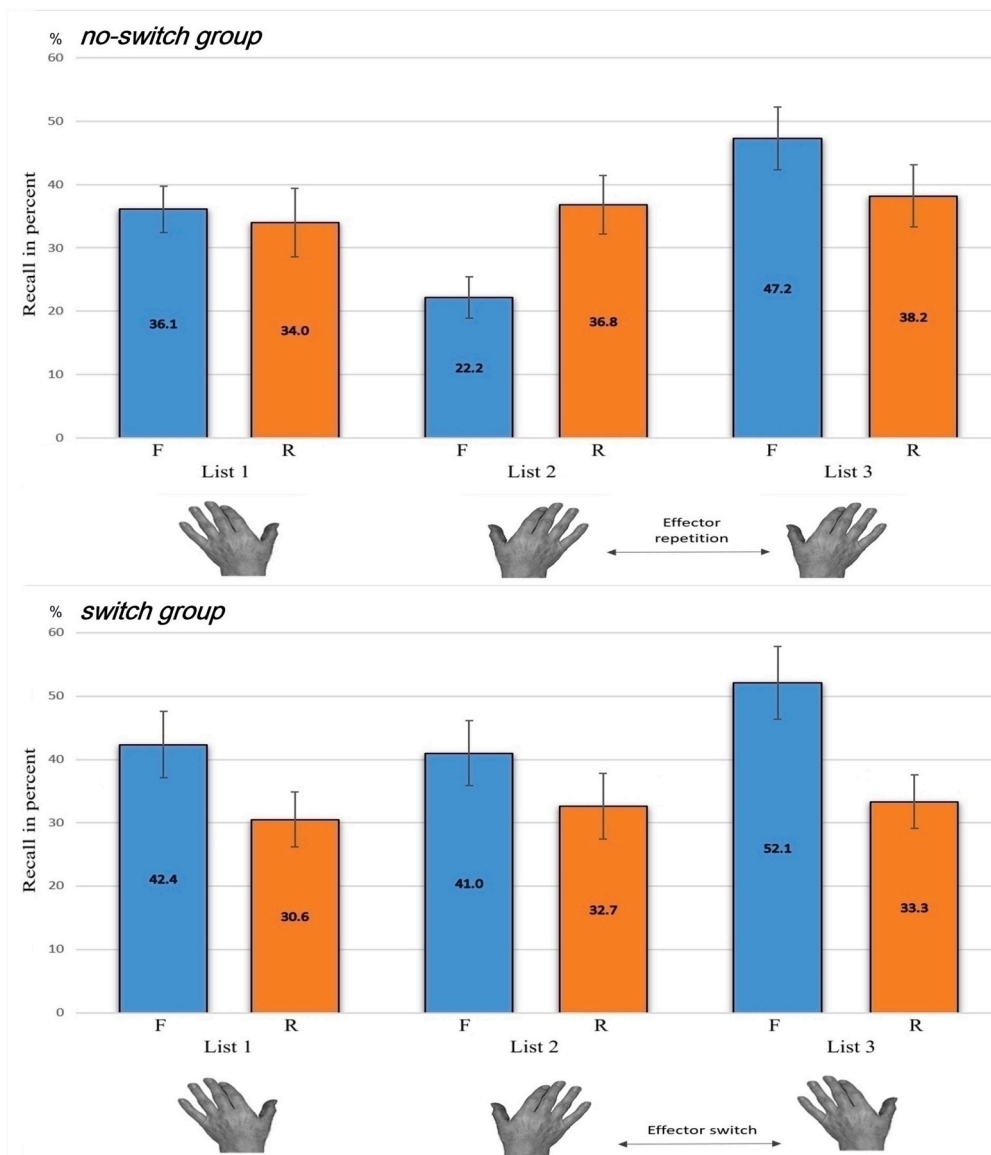 % no-switch group
60
50
40
30
20
10
0
Recall in percent
36.1
34.0
22.2
36.8
47.2
38.2
F R F R F R
List 1 List 2 List 3
Effector
repetition
% switch group
60
50
40
30
20
10
0
Recall in percent
42.4
30.6
41.0
32.7
52.1
33.3
F R F R F R
List 1 List 2 List 3
Effector switch